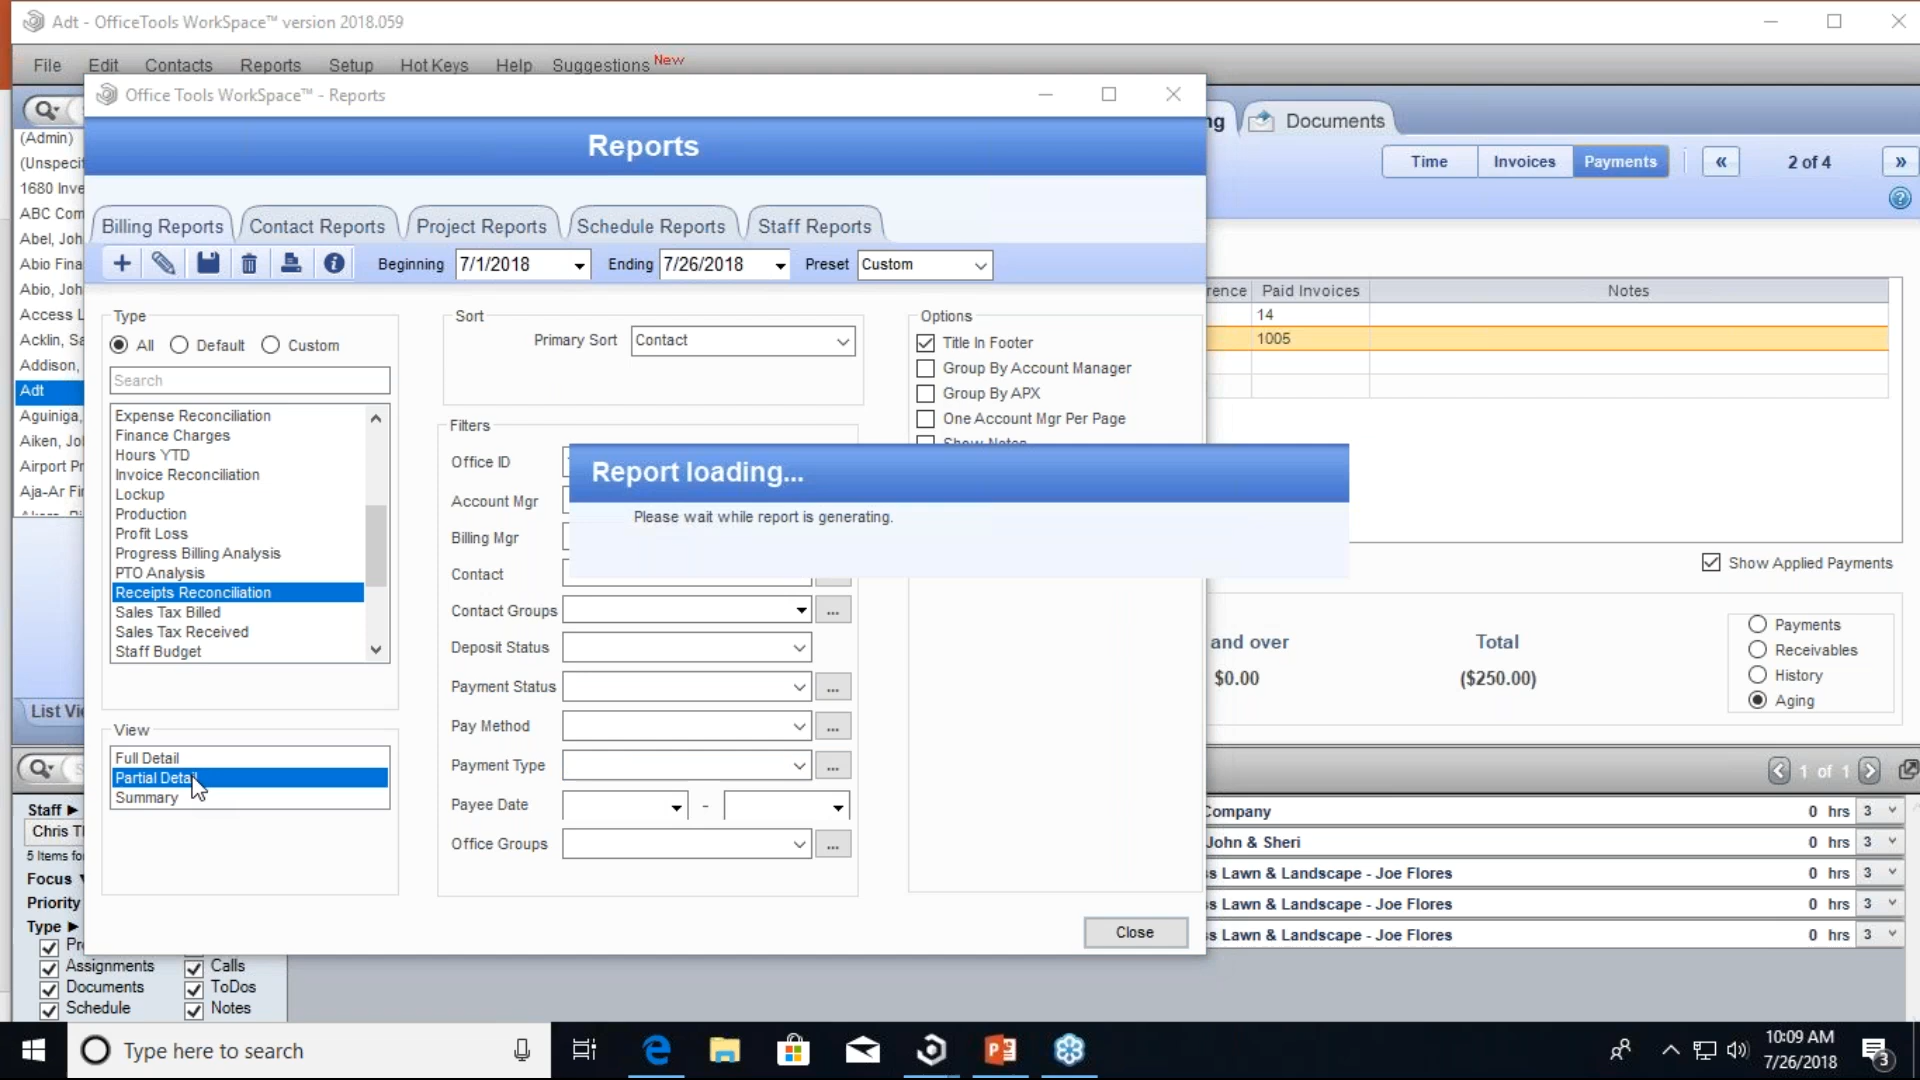 Adt - OfficeTools WorkSpace™ version 2018.059
File Edit Contacts Reports Setup Hot Keys Help Suggestions New
Office Tools WorkSpace™ - Reports
Reports
Billing Reports Contact Reports Project Reports Schedule Reports Staff Reports
Beginning 7/1/2018 Ending 7/26/2018 Preset Custom
Type
All Default Custom
Search
Expense Reconciliation
Finance Charges
Hours YTD
Invoice Reconciliation
Lockup
Production
Profit Loss
Progress Billing Analysis
PTO Analysis
Receipts Reconciliation
Sales Tax Billed
Sales Tax Received
Staff Budget
View
Full Detail
Partial Detail
Summary
Sort
Primary Sort Contact
Filters
Office ID
Account Mgr
Billing Mgr
Contact
Contact Groups ...
Deposit Status
Payment Status ...
Pay Method ...
Payment Type ...
Payee Date -
Office Groups ...
Options
Title In Footer
Group By Account Manager
Group By APX
One Account Mgr Per Page
Show Notes
Report loading...
Please wait while report is generating.
Close
(Admin)
(Unspecif
1680 Inve
ABC Com
Abel, Joh
Abio Fina
Abio, Joh
Access L
Acklin, Sa
Addison,
Adt
Aguiniga,
Aiken, Jo
Airport Pr
Aja-Ar Fi
List Vie
ng Documents
Time Invoices Payments « 2 of 4 »
rence Paid Invoices Notes
14
1005
Show Applied Payments
and over Total
$0.00 ($250.00)
Payments
Receivables
History
Aging
1 of 1
Staff
Chris T
5 Items fo
Focus
Priority
Type
Pr
Assignments Calls
Documents ToDos
Schedule Notes
Company 0 hrs 3
John & Sheri 0 hrs 3
ss Lawn & Landscape - Joe Flores 0 hrs 3
ss Lawn & Landscape - Joe Flores 0 hrs 3
ss Lawn & Landscape - Joe Flores 0 hrs 3
Type here to search
10:09 AM
7/26/2018
3